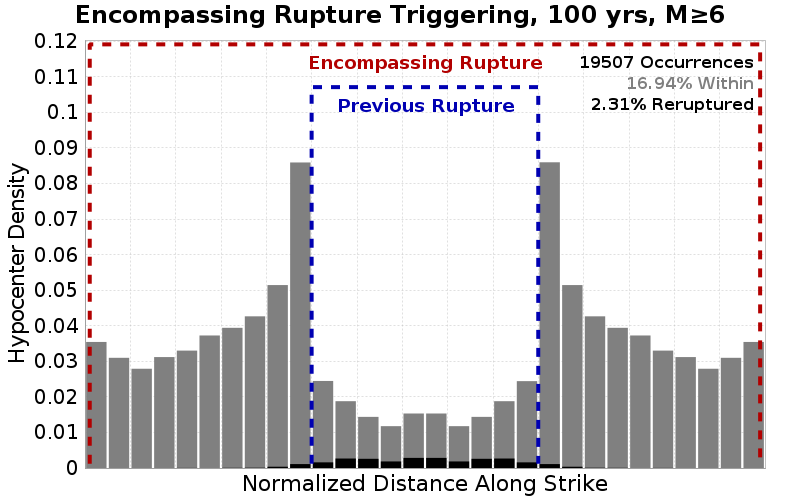 Encompassing Rupture Triggering, 100 yrs, M≥6
Encompassing Rupture
Previous Rupture
19507 Occurrences
16.94% Within
2.31% Reruptured
Hypocenter Density
0.12
0.11
0.1
0.09
0.08
0.07
0.06
0.05
0.04
0.03
0.02
0.01
0
Normalized Distance Along Strike